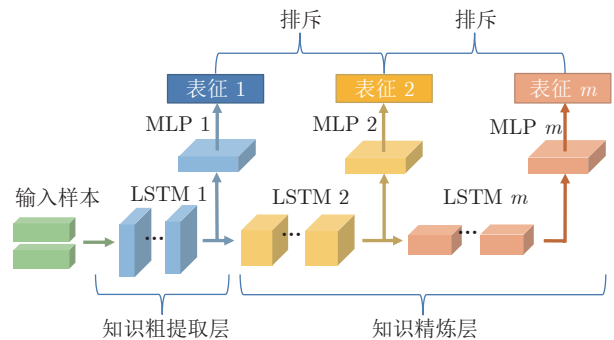 排斥 排斥
表征 1 表征 2 表征 m
MLP 1 MLP 2 MLP m
输入样本 LSTM 1 LSTM 2 LSTM m
... ... ...
知识粗提取层 知识精炼层